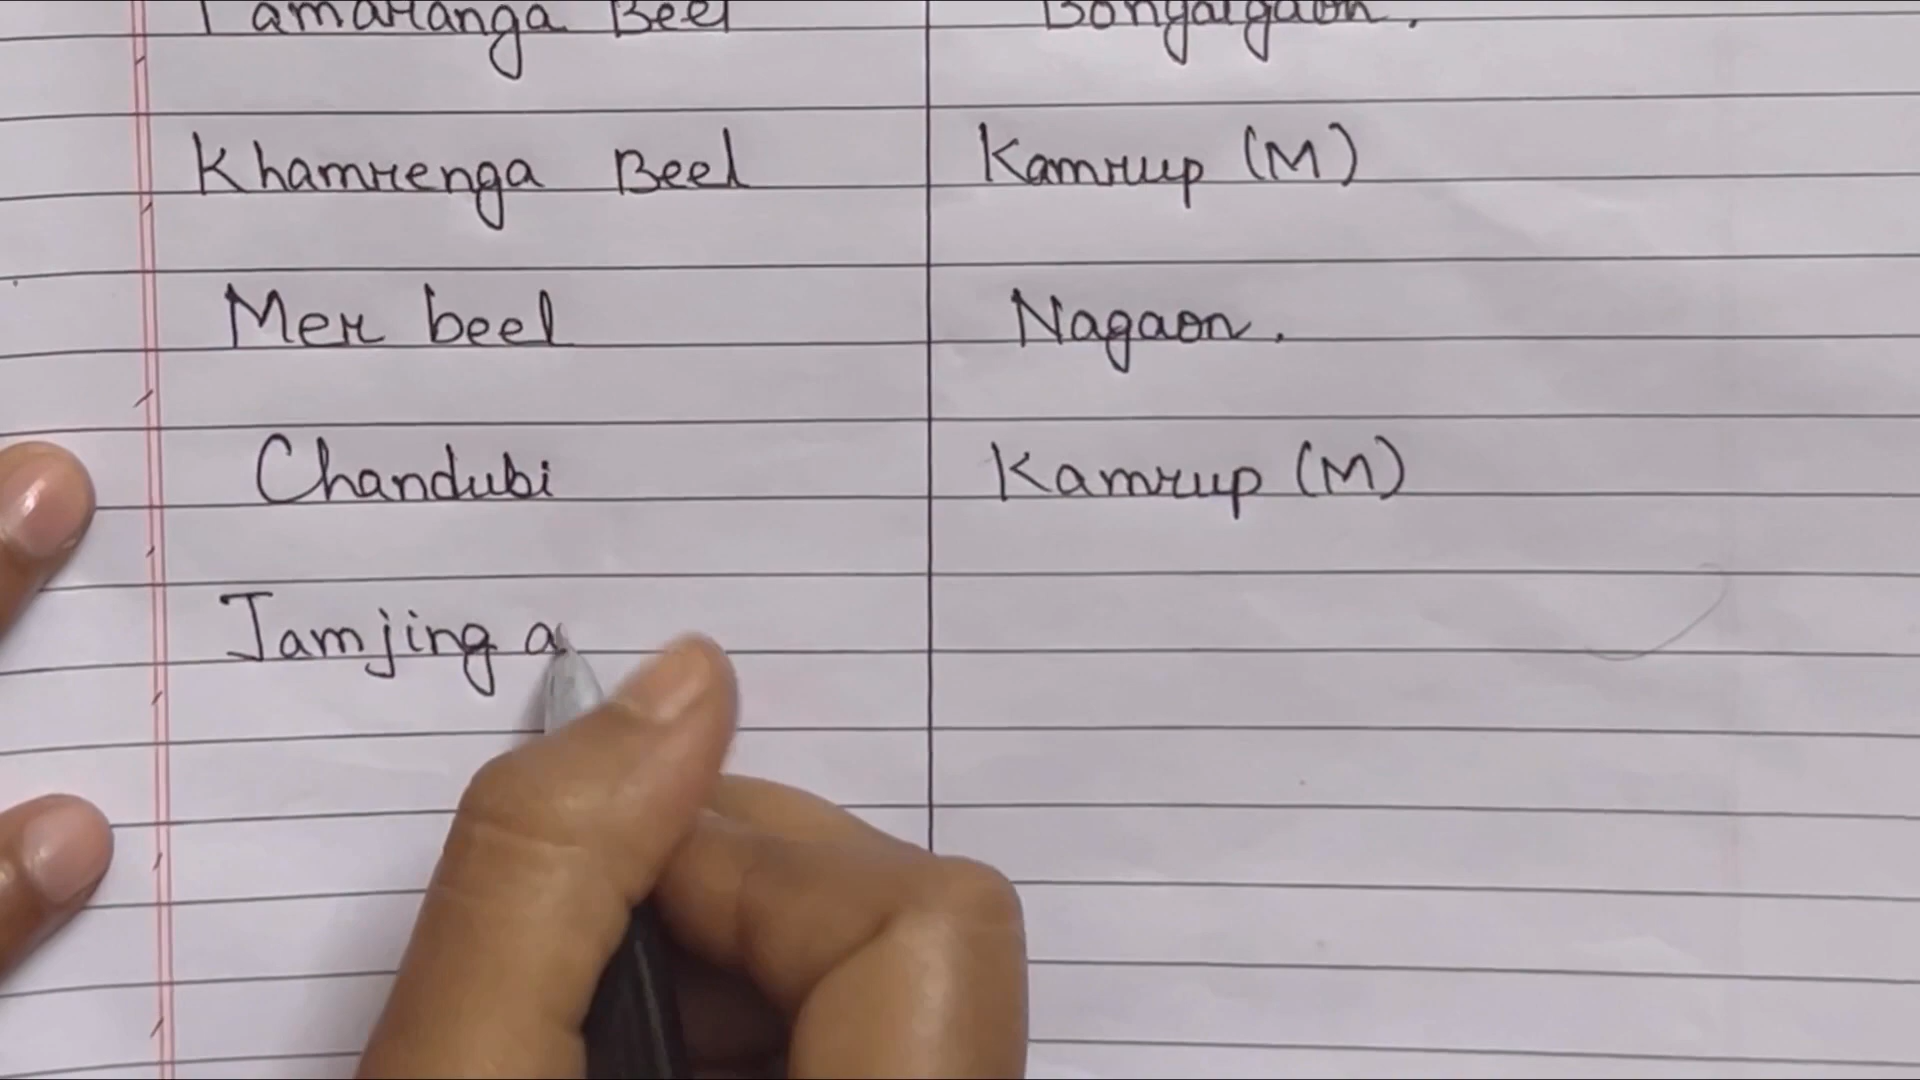 Tamaranga Beel Bongaigaon.
Khamrenga Beel Kamrup (M)
Mer beel Nagaon.
Chandubi Kamrup (M)
Jamjing a